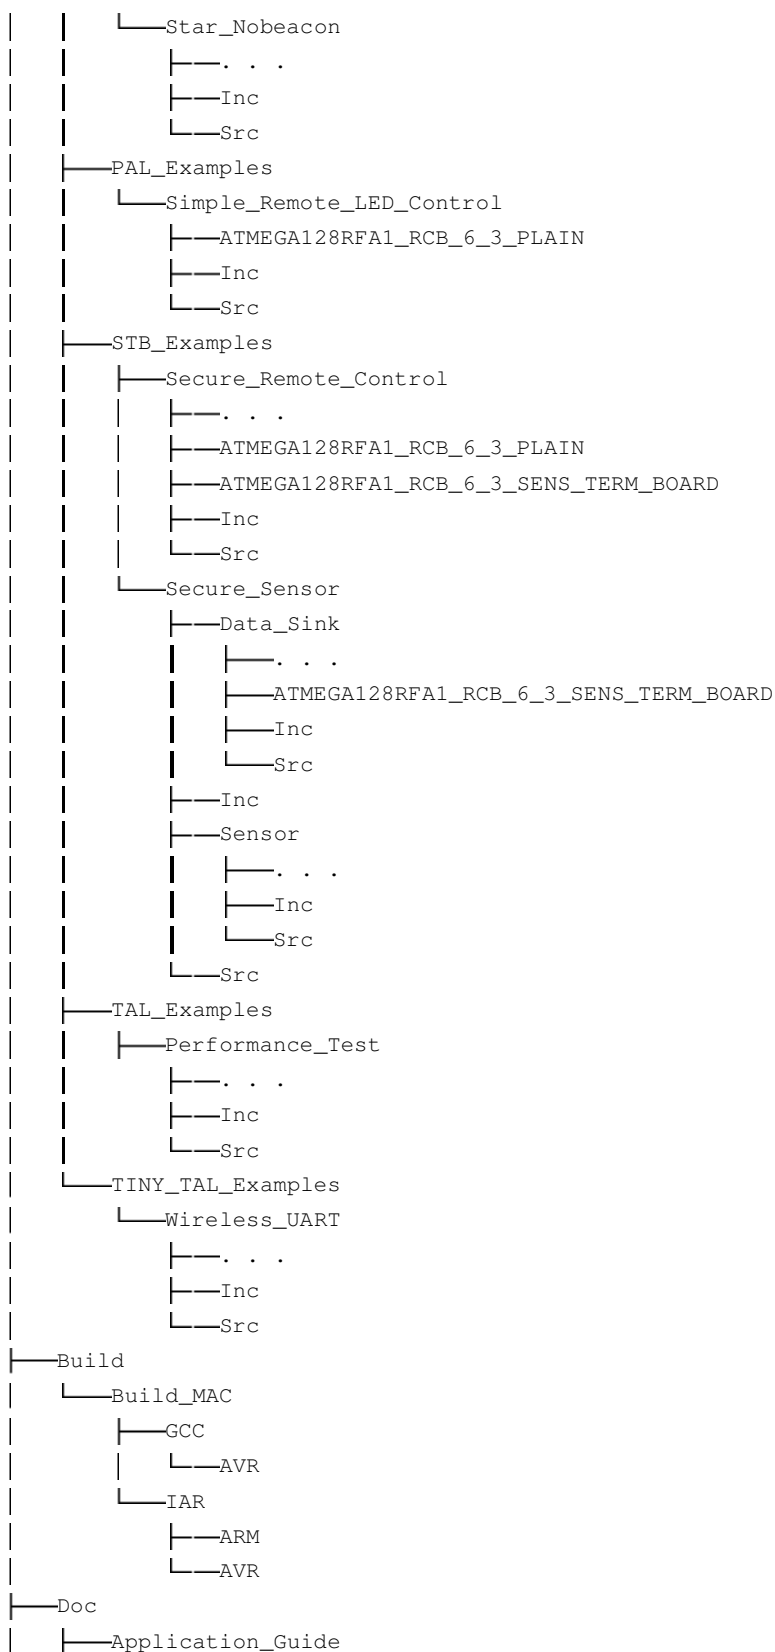 Star_Nobeacon
. . .
Inc
Src
PAL_Examples
Simple_Remote_LED_Control
ATMEGA128RFA1_RCB_6_3_PLAIN
Inc
Src
STB_Examples
Secure_Remote_Control
. . .
ATMEGA128RFA1_RCB_6_3_PLAIN
ATMEGA128RFA1_RCB_6_3_SENS_TERM_BOARD
Inc
Src
Secure_Sensor
Data_Sink
. . .
ATMEGA128RFA1_RCB_6_3_SENS_TERM_BOARD
Inc
Src
Inc
Sensor
. . .
Inc
Src
Src
TAL_Examples
Performance_Test
. . .
Inc
Src
TINY_TAL_Examples
Wireless_UART
. . .
Inc
Src
Build
Build_MAC
GCC
AVR
IAR
ARM
AVR
Doc
Application_Guide